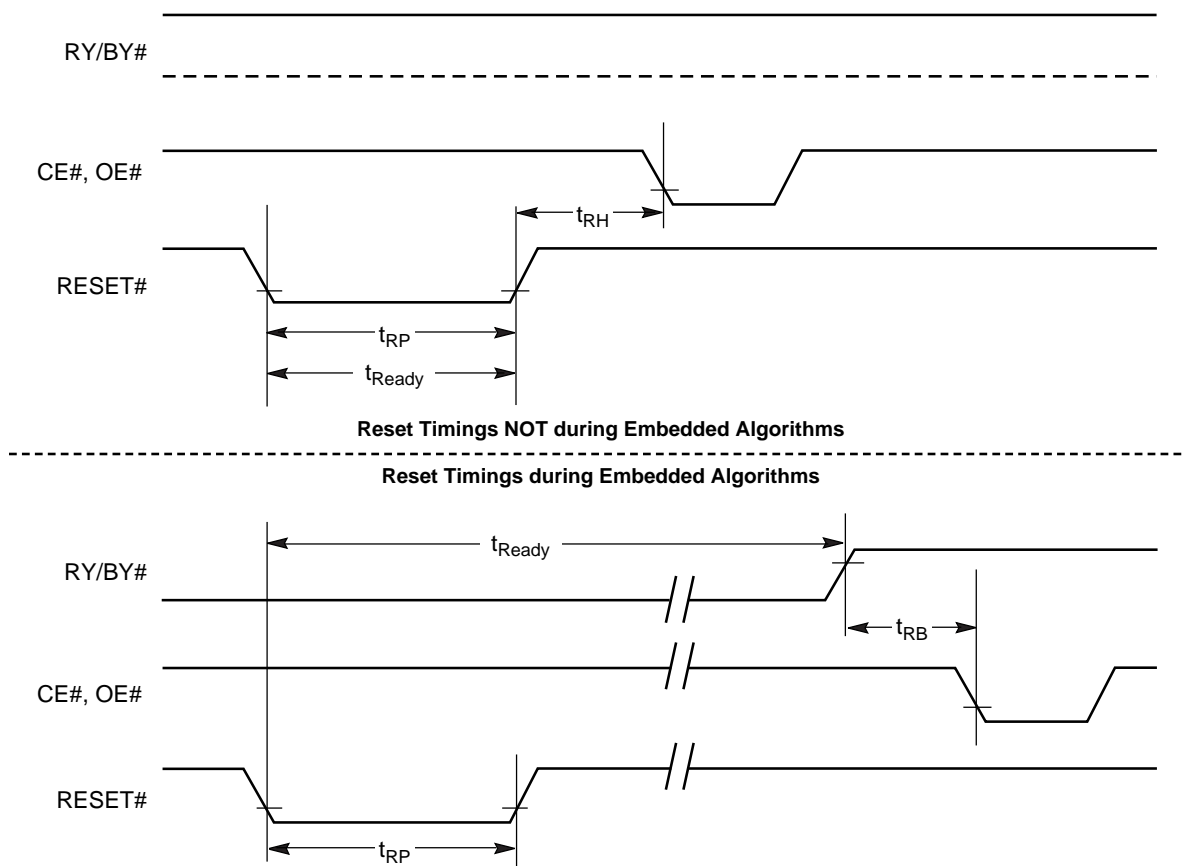 RY/BY#
CE#, OE#
tRH
RESET#
tRP
tReady
Reset Timings NOT during Embedded Algorithms
Reset Timings during Embedded Algorithms
tReady
RY/BY#
tRB
CE#, OE#
RESET#
tRP